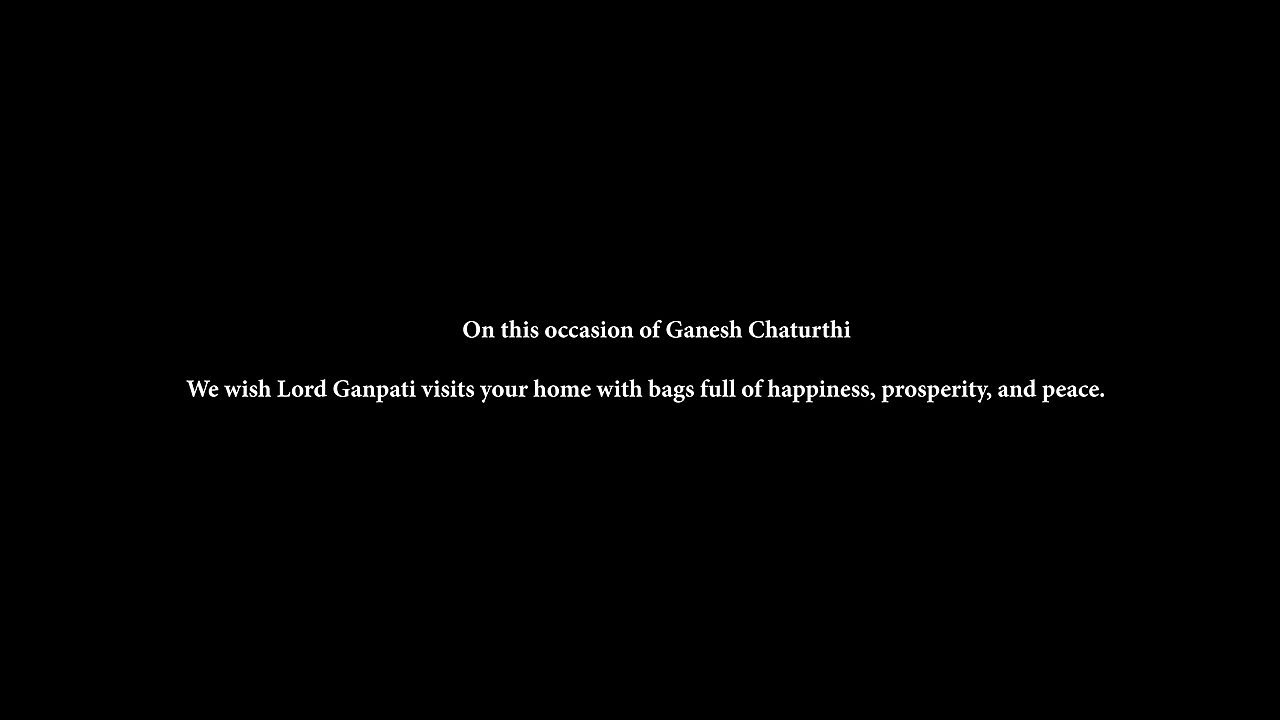 On this occasion of Ganesh Chaturthi
We wish Lord Ganpati visits your home with bags full of happiness, prosperity, and peace.